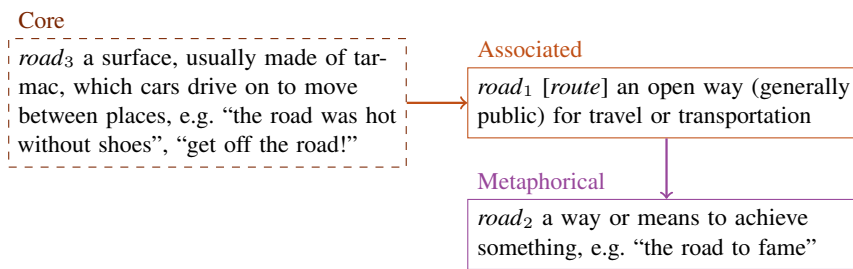 Core
road₃ a surface, usually made of tar-
mac, which cars drive on to move
between places, e.g. “the road was hot
without shoes”, “get off the road!”
Associated
road₁ [route] an open way (generally
public) for travel or transportation
Metaphorical
road₂ a way or means to achieve
something, e.g. “the road to fame”